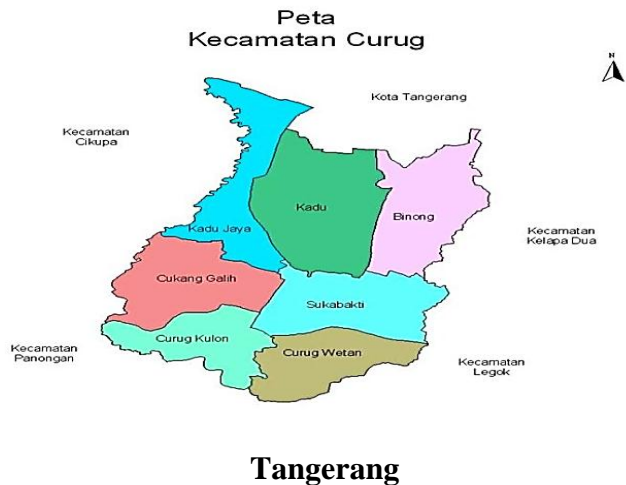 Peta
Kecamatan Curug
N
Kota Tangerang
Kecamatan
Cikupa
Kadu
Binong
Kadu Jaya
Kecamatan
Kelapa Dua
Cukang Galih
Sukabakti
Curug Kulon
Curug Wetan
Kecamatan
Panongan
Kecamatan
Legok
Tangerang